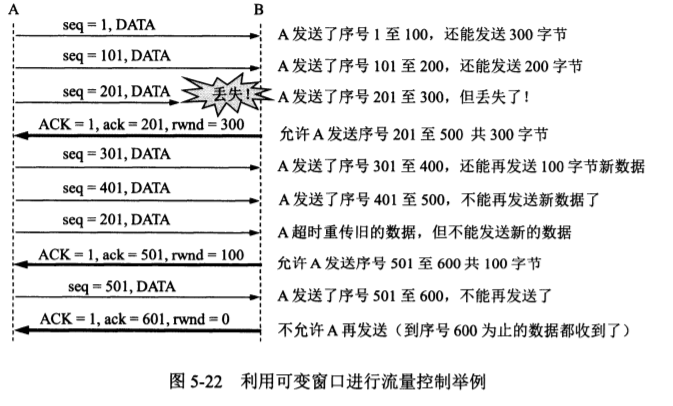 A B
seq = 1, DATA A 发送了序号 1 至 100，还能发送 300 字节
seq = 101, DATA A 发送了序号 101 至 200，还能发送 200 字节
seq = 201, DATA 丢失！ A 发送了序号 201 至 300，但丢失了！
ACK = 1, ack = 201, rwnd = 300 允许 A 发送序号 201 至 500 共 300 字节
seq = 301, DATA A 发送了序号 301 至 400，还能再发送 100 字节新数据
seq = 401, DATA A 发送了序号 401 至 500，不能再发送新数据了
seq = 201, DATA A 超时重传旧的数据，但不能发送新的数据
ACK = 1, ack = 501, rwnd = 100 允许 A 发送序号 501 至 600 共 100 字节
seq = 501, DATA A 发送了序号 501 至 600，不能再发送了
ACK = 1, ack = 601, rwnd = 0 不允许 A 再发送（到序号 600 为止的数据都收到了）
图 5-22 利用可变窗口进行流量控制举例